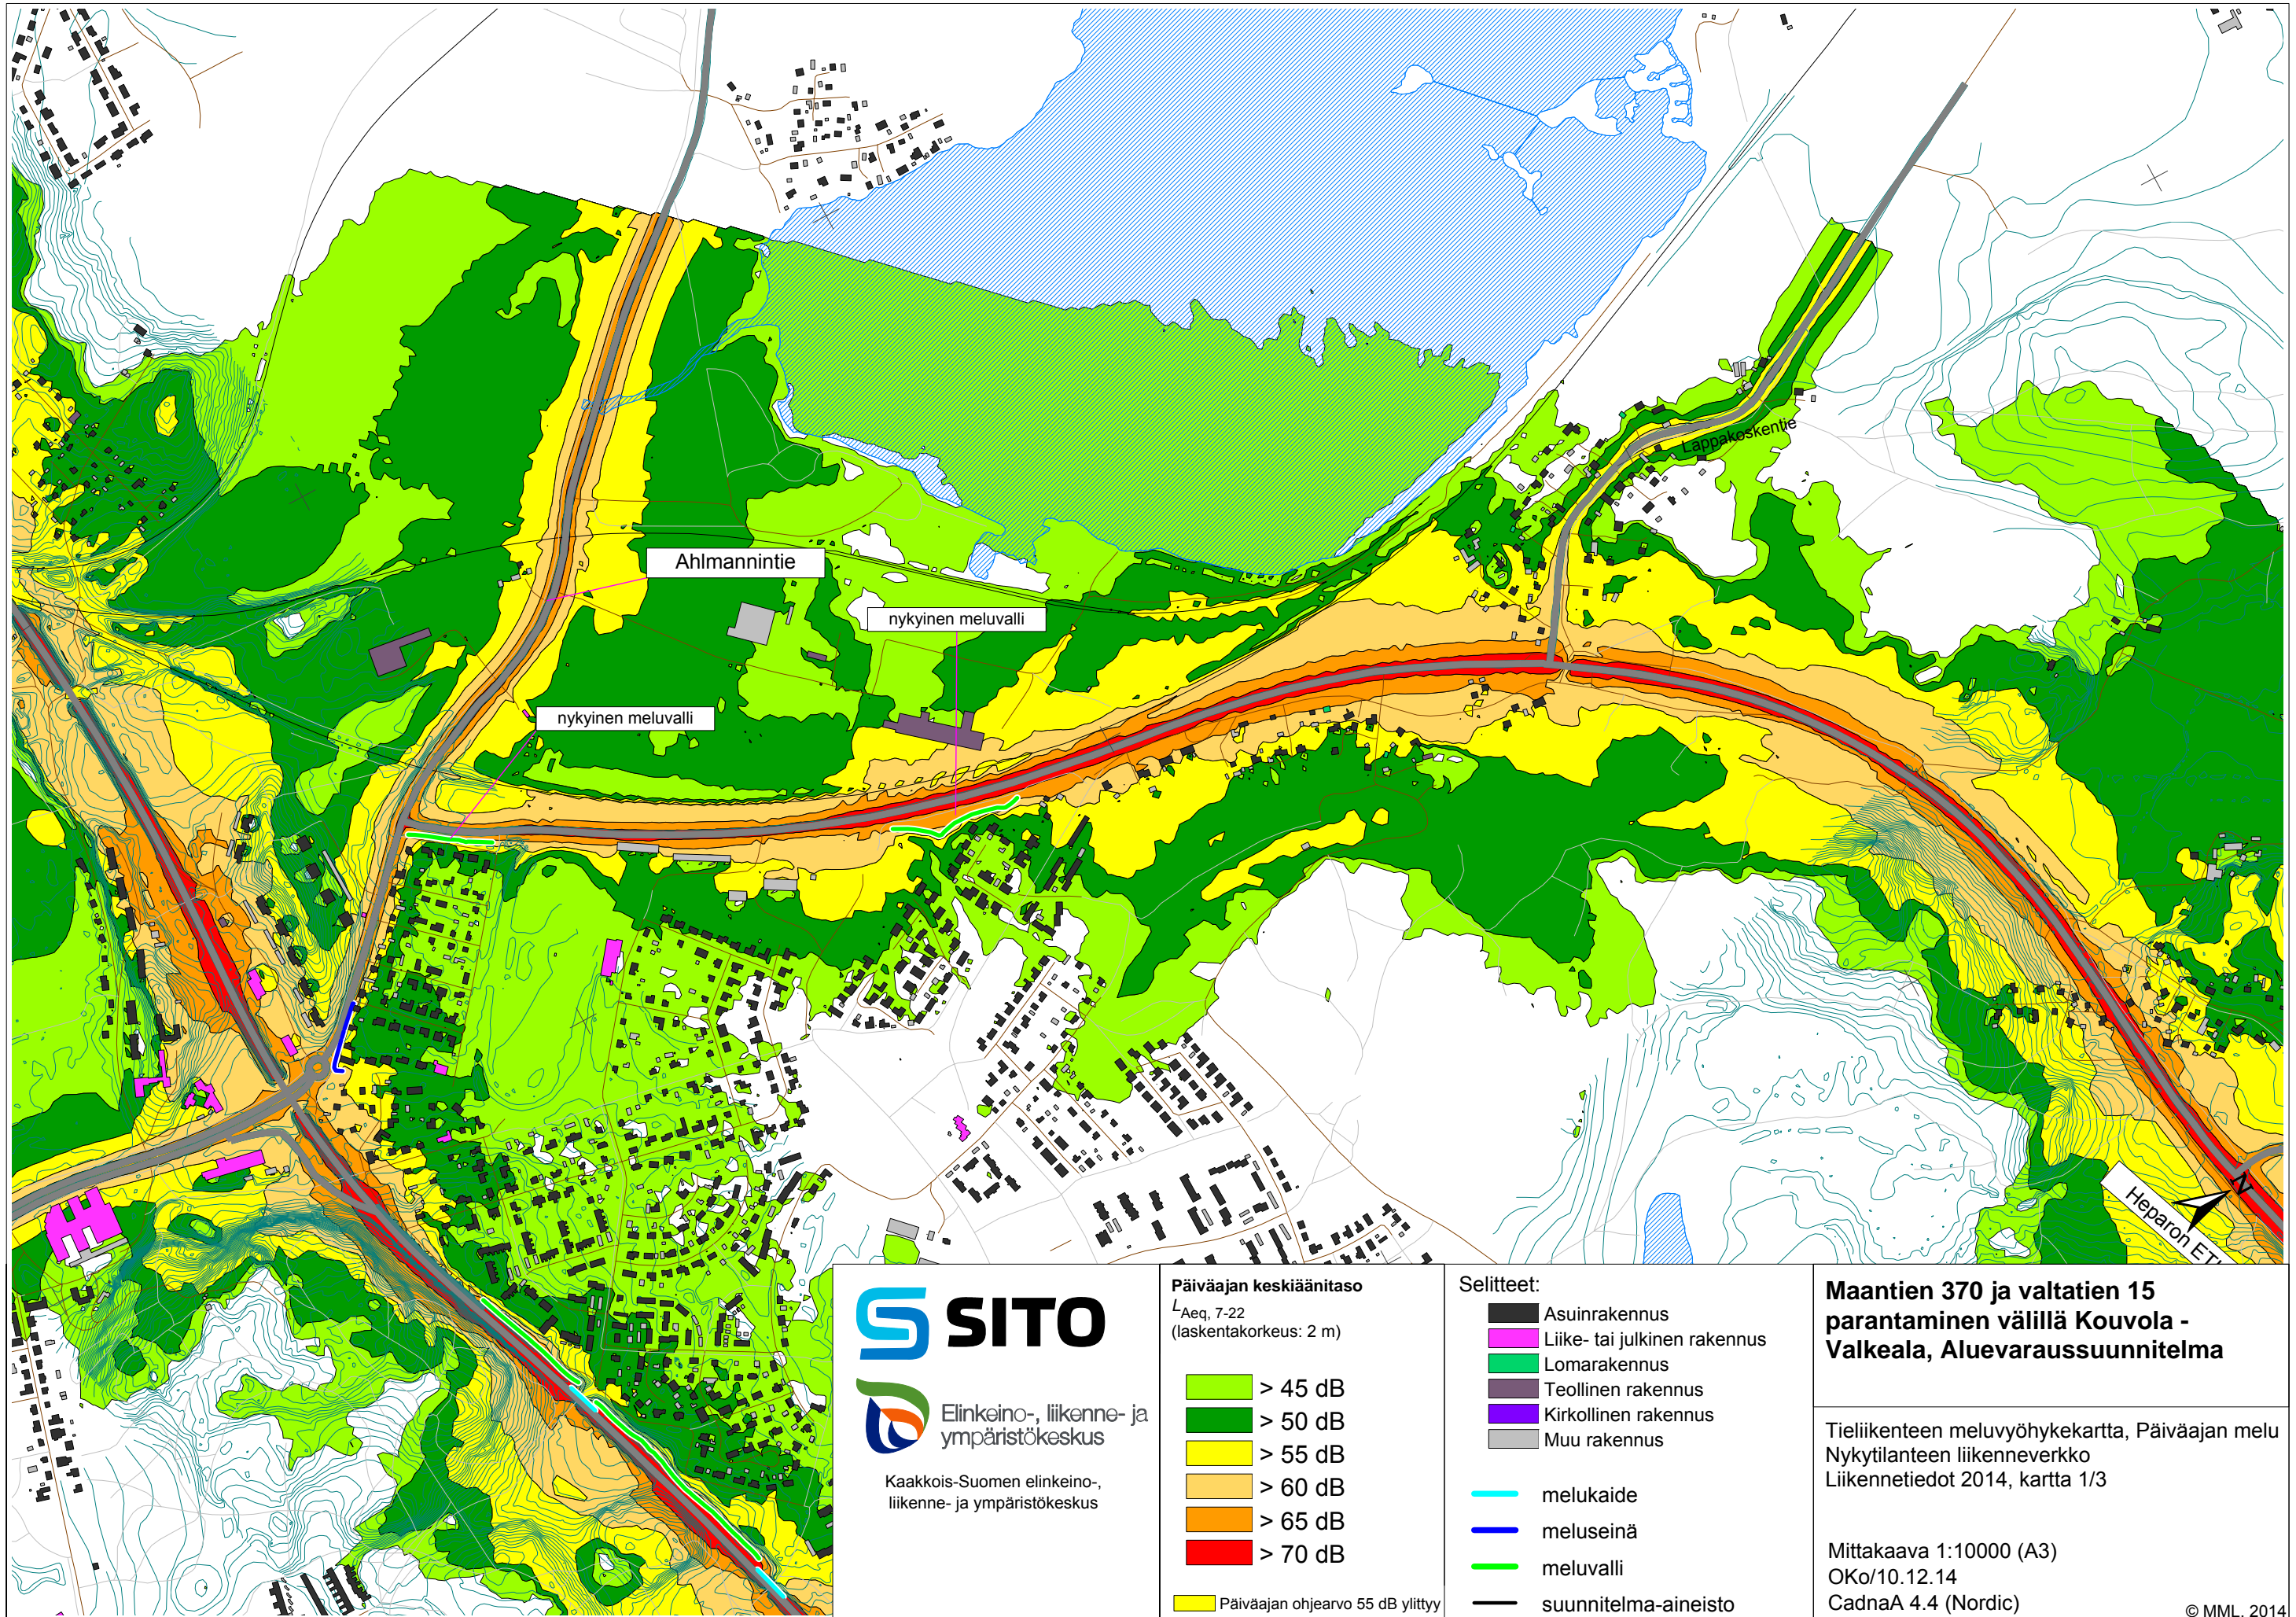 Lappakoskentie
Ahlmannintie
nykyinen meluvalli
nykyinen meluvalli
N
SITO
Elinkeino-, liikenne- ja
ympäristökeskus
Kaakkois-Suomen elinkeino-,
liikenne- ja ympäristökeskus
Päiväajan keskiäänitaso
LAeq, 7-22
(laskentakorkeus: 2 m)
> 45 dB
> 50 dB
> 55 dB
> 60 dB
> 65 dB
> 70 dB
Päiväajan ohjearvo 55 dB ylittyy
Selitteet:
Asuinrakennus
Liike- tai julkinen rakennus
Lomarakennus
Teollinen rakennus
Kirkollinen rakennus
Muu rakennus
melukaide
meluseinä
meluvalli
suunnitelma-aineisto
Maantien 370 ja valtatien 15
parantaminen välillä Kouvola -
Valkeala, Aluevaraussuunnitelma
Tieliikenteen meluvyöhykekartta, Päiväajan melu
Nykytilanteen liikenneverkko
Liikennetiedot 2014, kartta 1/3
Mittakaava 1:10000 (A3)
OKo/10.12.14
CadnaA 4.4 (Nordic)
© MML, 2014
Heparon